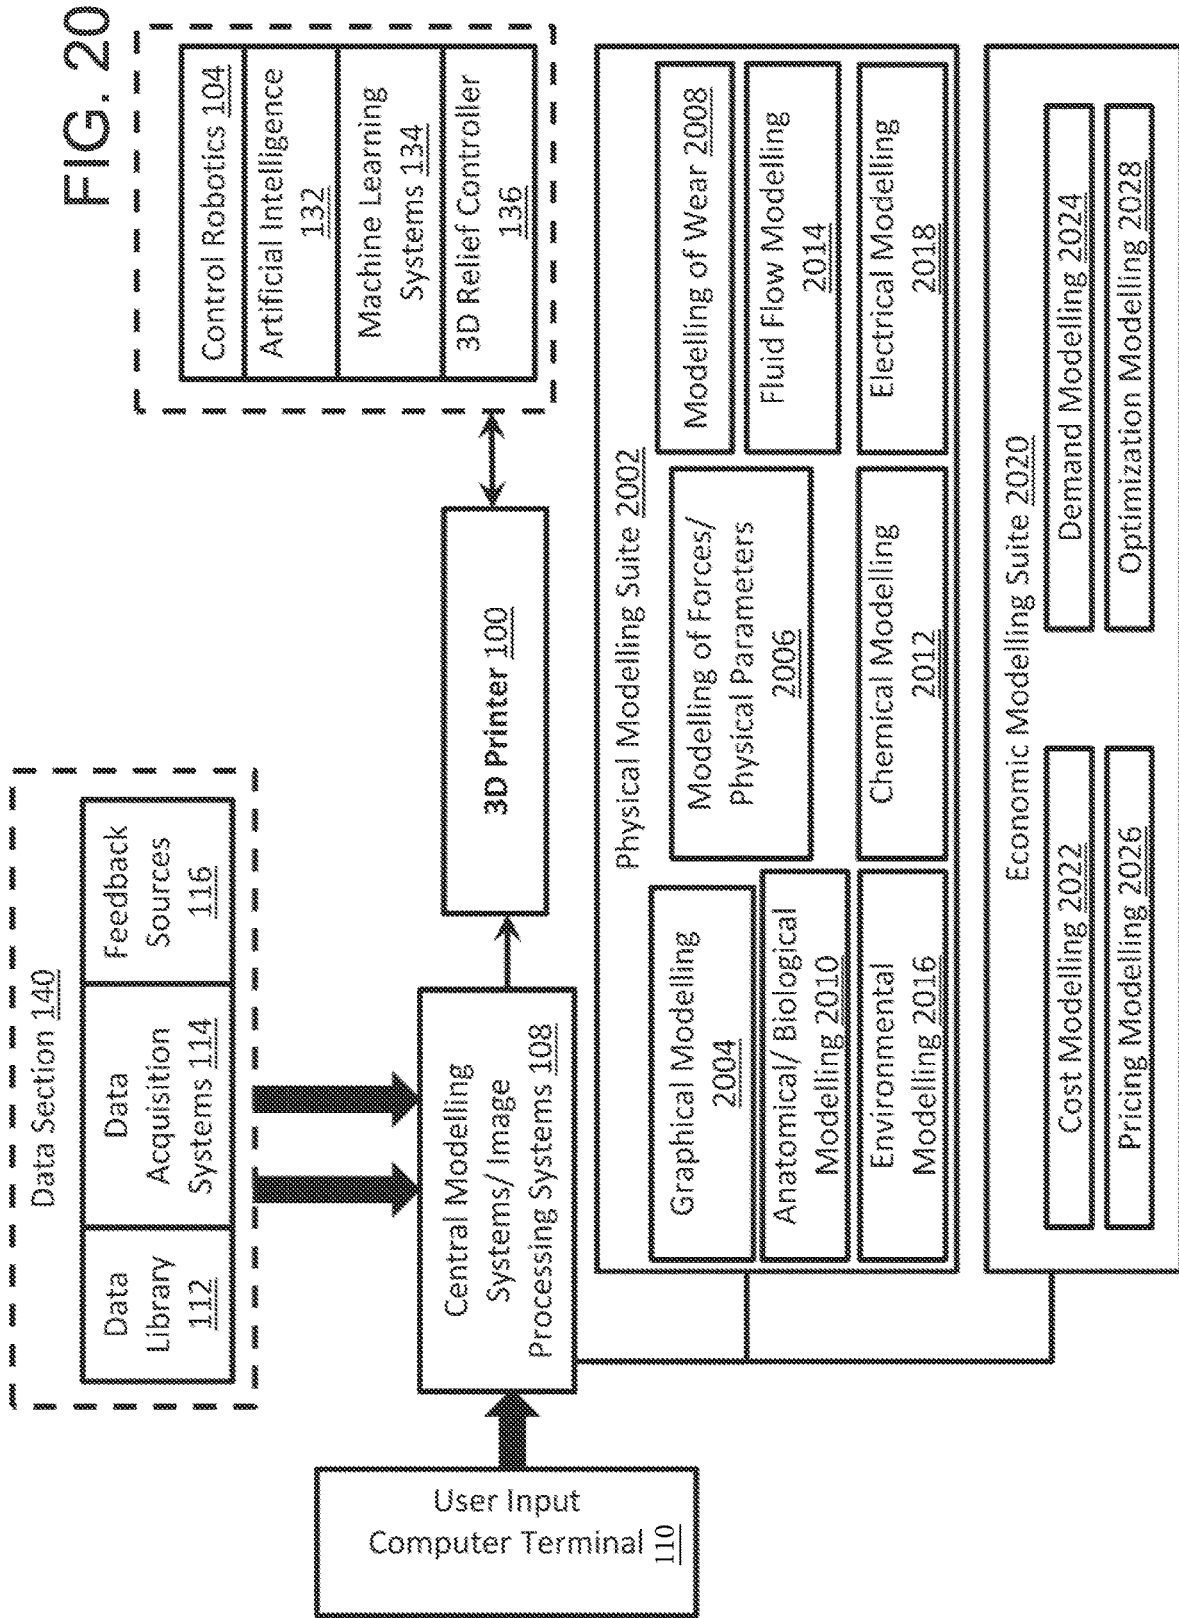 FIG. 20
Data Section 140
Data
Library
112
Data
Acquisition
Systems 114
Feedback
Sources
116
Control Robotics 104
Artificial Intelligence
132
Machine Learning
Systems 134
3D Relief Controller
136
User Input
Computer Terminal 110
Central Modelling
Systems/ Image
Processing Systems 108
3D Printer 100
Physical Modelling Suite 2002
Graphical Modelling
2004
Modelling of Forces/
Physical Parameters
2006
Modelling of Wear 2008
Anatomical/ Biological
Modelling 2010
Fluid Flow Modelling
2014
Environmental
Modelling 2016
Chemical Modelling
2012
Electrical Modelling
2018
Economic Modelling Suite 2020
Cost Modelling 2022
Demand Modelling 2024
Pricing Modelling 2026
Optimization Modelling 2028